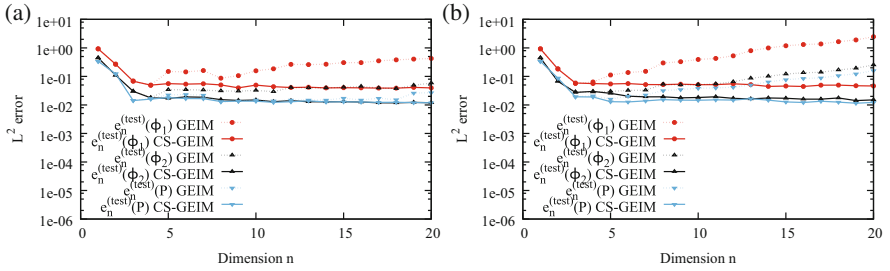 (a)
1e+01
1e+00
1e-01
1e-02
1e-03
1e-04
1e-05
1e-06
L² error
e_n^(test)(ϕ₁) GEIM
e_n^(test)(ϕ₁) CS-GEIM
e_n^(test)(ϕ₂) GEIM
e_n^(test)(ϕ₂) CS-GEIM
e_n^(test)(P) GEIM
e_n^(test)(P) CS-GEIM
0 5 10 15 20
Dimension n
(b)
1e+01
1e+00
1e-01
1e-02
1e-03
1e-04
1e-05
1e-06
L² error
e_n^(test)(ϕ₁) GEIM
e_n^(test)(ϕ₁) CS-GEIM
e_n^(test)(ϕ₂) GEIM
e_n^(test)(ϕ₂) CS-GEIM
e_n^(test)(P) GEIM
e_n^(test)(P) CS-GEIM
0 5 10 15 20
Dimension n